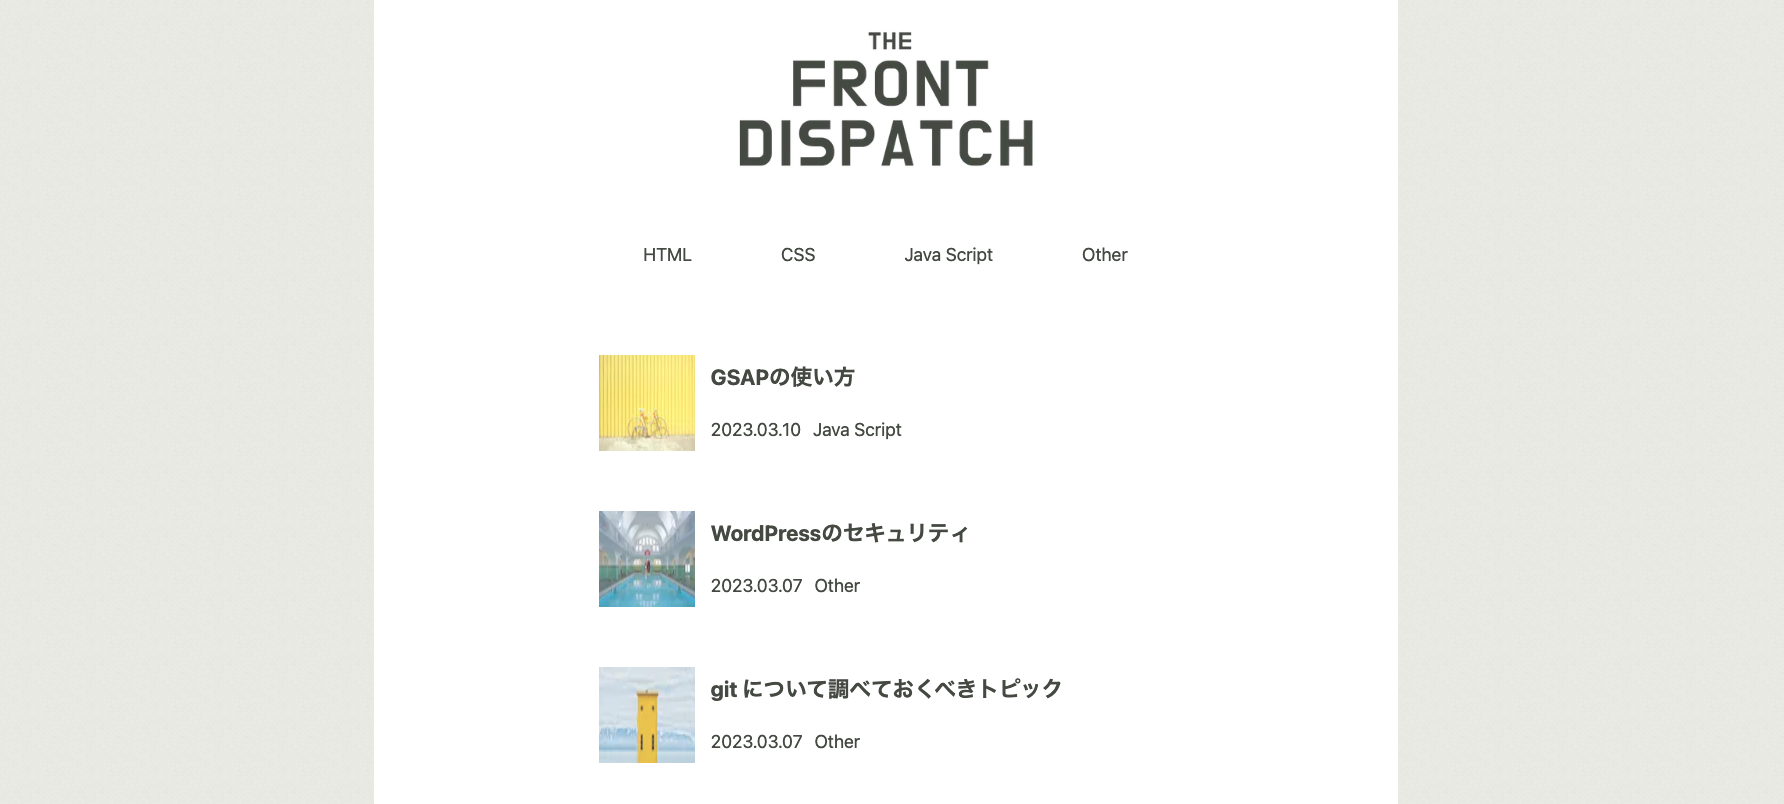 THE
FRONT
DISPATCH
HTML CSS Java Script Other
GSAPの使い方
2023.03.10 Java Script
WordPressのセキュリティ
2023.03.07 Other
git について調べておくべきトピック
2023.03.07 Other